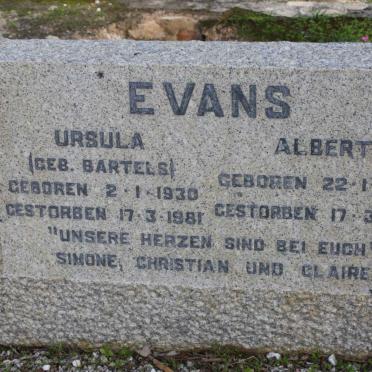 EVANS
URSULA ALBERT
(GEB. BARTELS)
GEBOREN 2-1-1930 GEBOREN 22-1-
GESTORBEN 17-3-1981 GESTORBEN 17-3
"UNSERE HERZEN SIND BEI EUCH"
SIMONE, CHRISTIAN UND CLAIRE